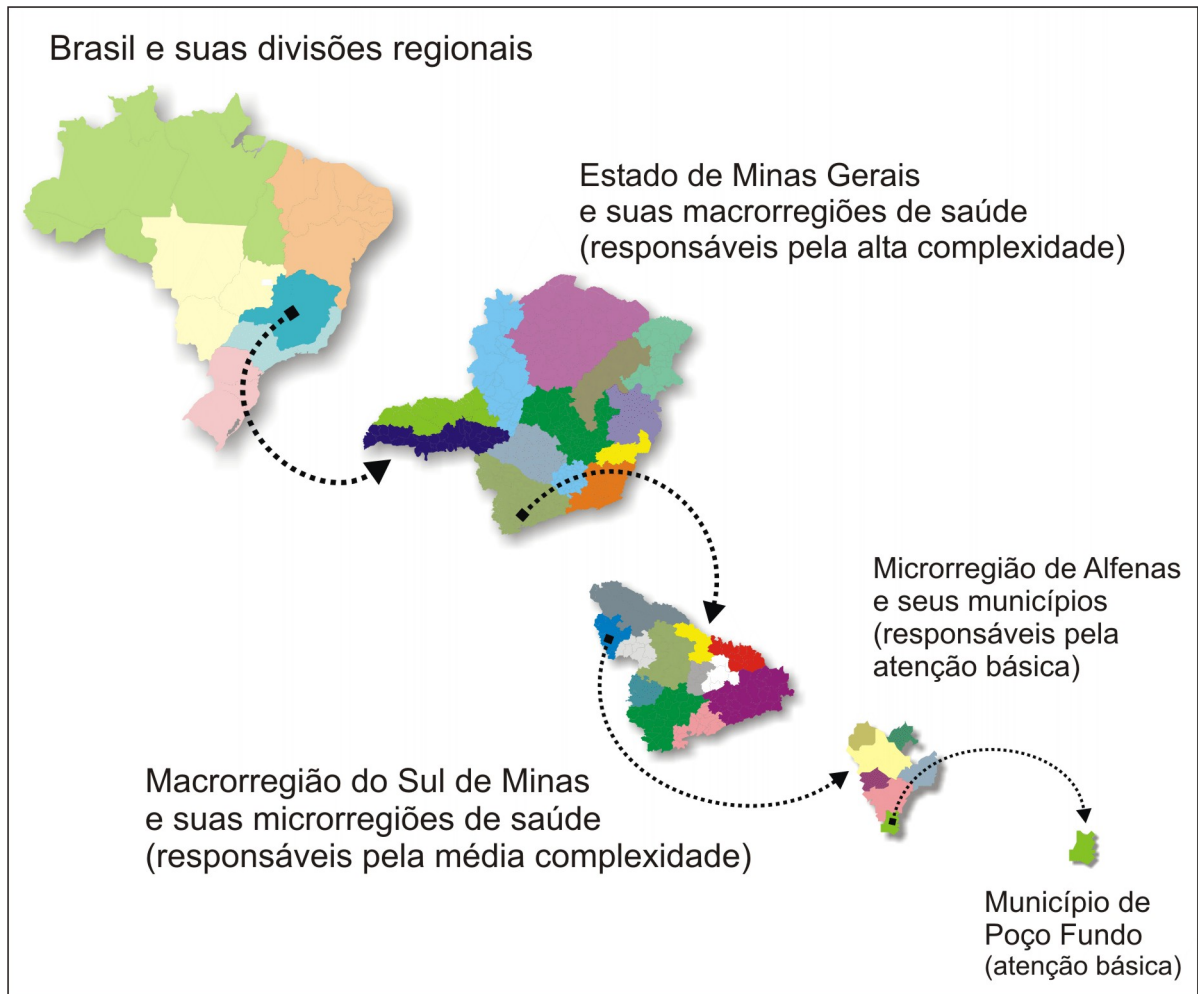 Brasil e suas divisões regionais
Estado de Minas Gerais
e suas macrorregiões de saúde
(responsáveis pela alta complexidade)
Microrregião de Alfenas
e seus municípios
(responsáveis pela
atenção básica)
Macrorregião do Sul de Minas
e suas microrregiões de saúde
(responsáveis pela média complexidade)
Município de
Poço Fundo
(atenção básica)